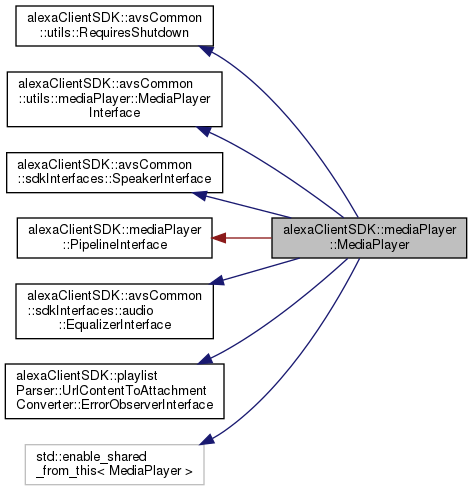 alexaClientSDK::avsCommon
::utils::RequiresShutdown
alexaClientSDK::avsCommon
::utils::mediaPlayer::MediaPlayer
Interface
alexaClientSDK::avsCommon
::sdkInterfaces::SpeakerInterface
alexaClientSDK::mediaPlayer
::PipelineInterface
alexaClientSDK::mediaPlayer
::MediaPlayer
alexaClientSDK::avsCommon
::sdkInterfaces::audio
::EqualizerInterface
alexaClientSDK::playlist
Parser::UrlContentToAttachment
Converter::ErrorObserverInterface
std::enable_shared
_from_this< MediaPlayer >